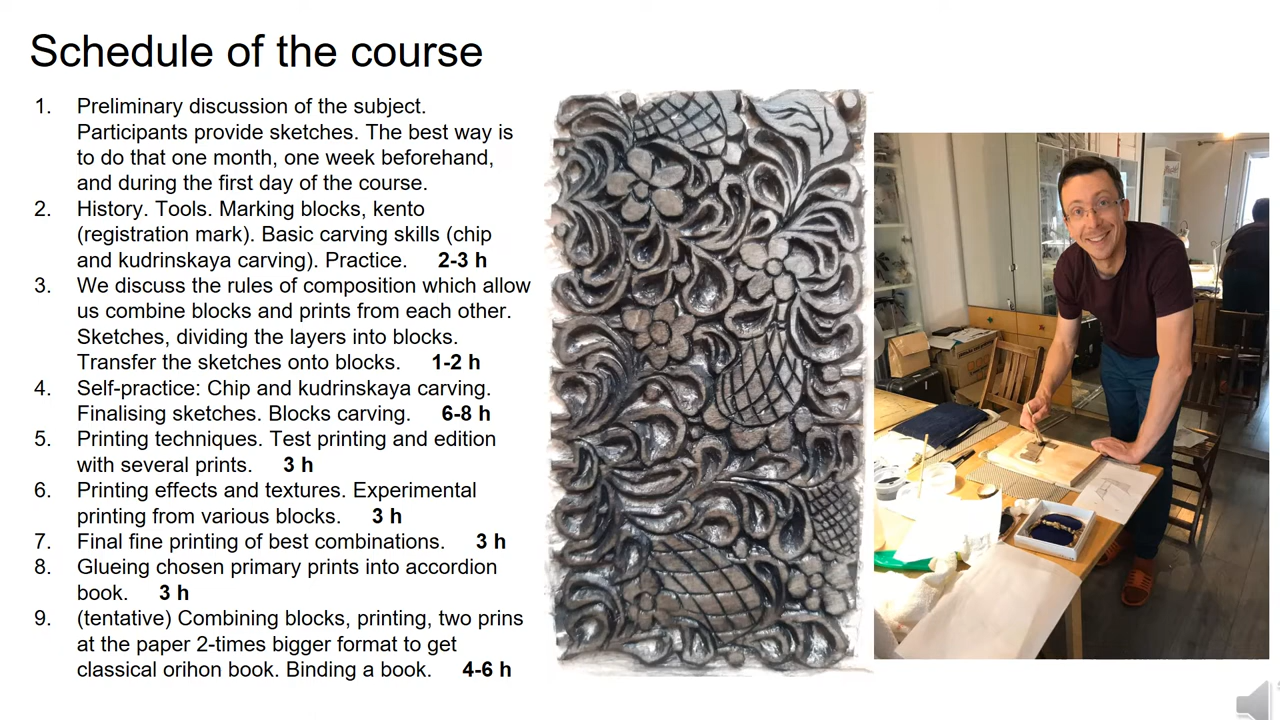 Schedule of the course
1. Preliminary discussion of the subject.
Participants provide sketches. The best way is
to do that one month, one week beforehand,
and during the first day of the course.
2. History. Tools. Marking blocks, kento
(registration mark). Basic carving skills (chip
and kudrinskaya carving). Practice. 2-3 h
3. We discuss the rules of composition which allow
us combine blocks and prints from each other.
Sketches, dividing the layers into blocks.
Transfer the sketches onto blocks. 1-2 h
4. Self-practice: Chip and kudrinskaya carving.
Finalising sketches. Blocks carving. 6-8 h
5. Printing techniques. Test printing and edition
with several prints. 3 h
6. Printing effects and textures. Experimental
printing from various blocks. 3 h
7. Final fine printing of best combinations. 3 h
8. Glueing chosen primary prints into accordion
book. 3 h
9. (tentative) Combining blocks, printing, two prins
at the paper 2-times bigger format to get
classical orihon book. Binding a book. 4-6 h